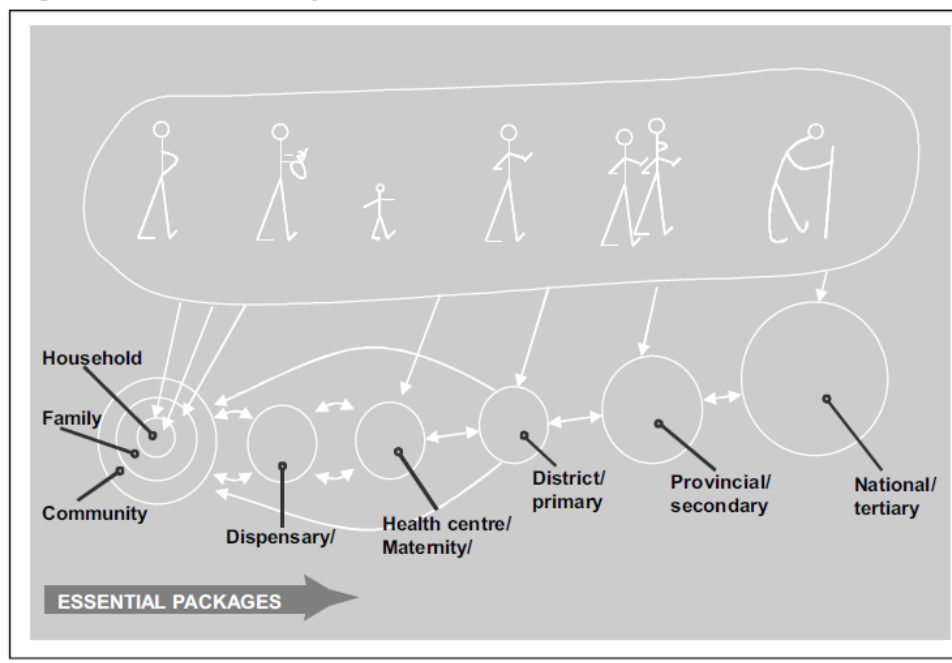 Household
Family
Community
Dispensary/
Health centre/
Maternity/
District/
primary
Provincial/
secondary
National/
tertiary
ESSENTIAL PACKAGES